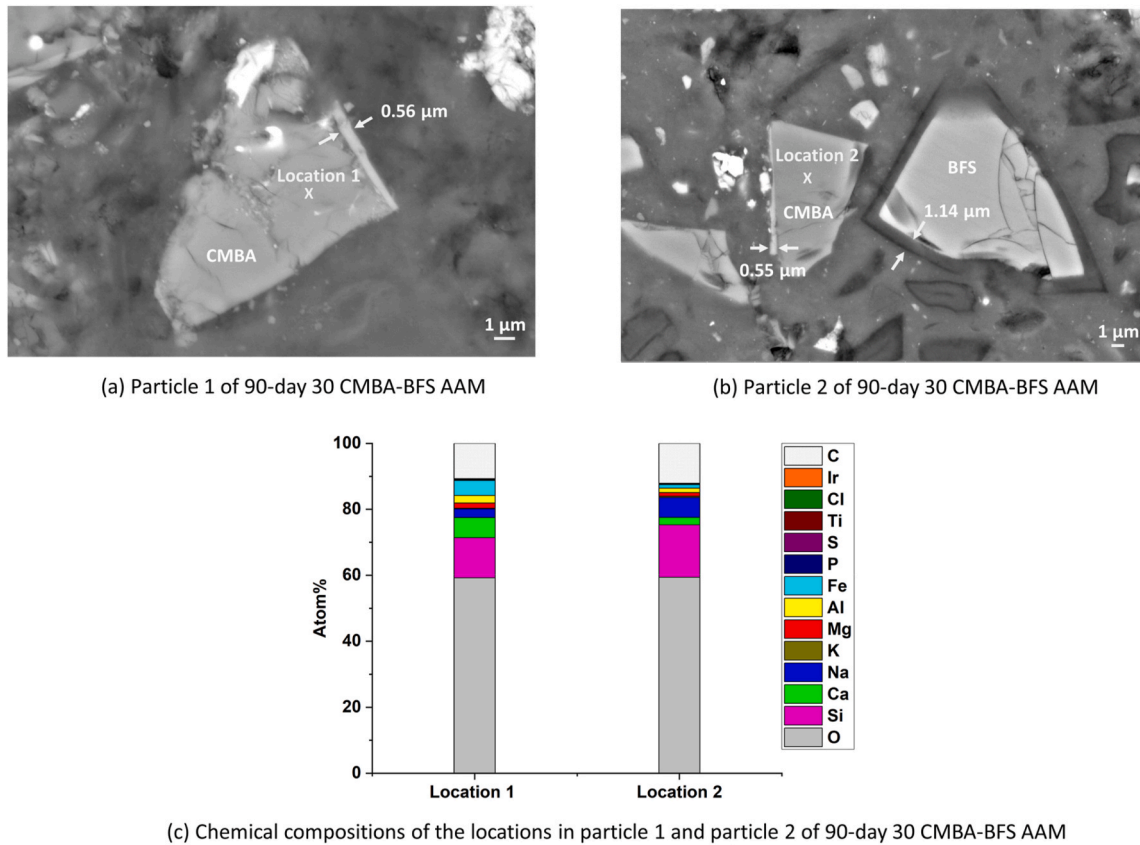 0.56 μm
Location 1
X
CMBA
1 μm
(a) Particle 1 of 90-day 30 CMBA-BFS AAM
Location 2
X
CMBA
BFS
1.14 μm
0.55 μm
1 μm
(b) Particle 2 of 90-day 30 CMBA-BFS AAM
Atom%
100
80
60
40
20
0
Location 1
Location 2
C
Ir
Cl
Ti
S
P
Fe
Al
Mg
K
Na
Ca
Si
O
(c) Chemical compositions of the locations in particle 1 and particle 2 of 90-day 30 CMBA-BFS AAM